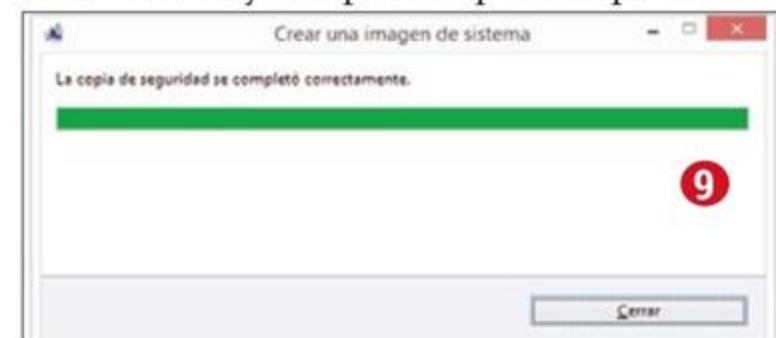 Crear una imagen de sistema
La copia de seguridad se completó correctamente.
9
Cerrar